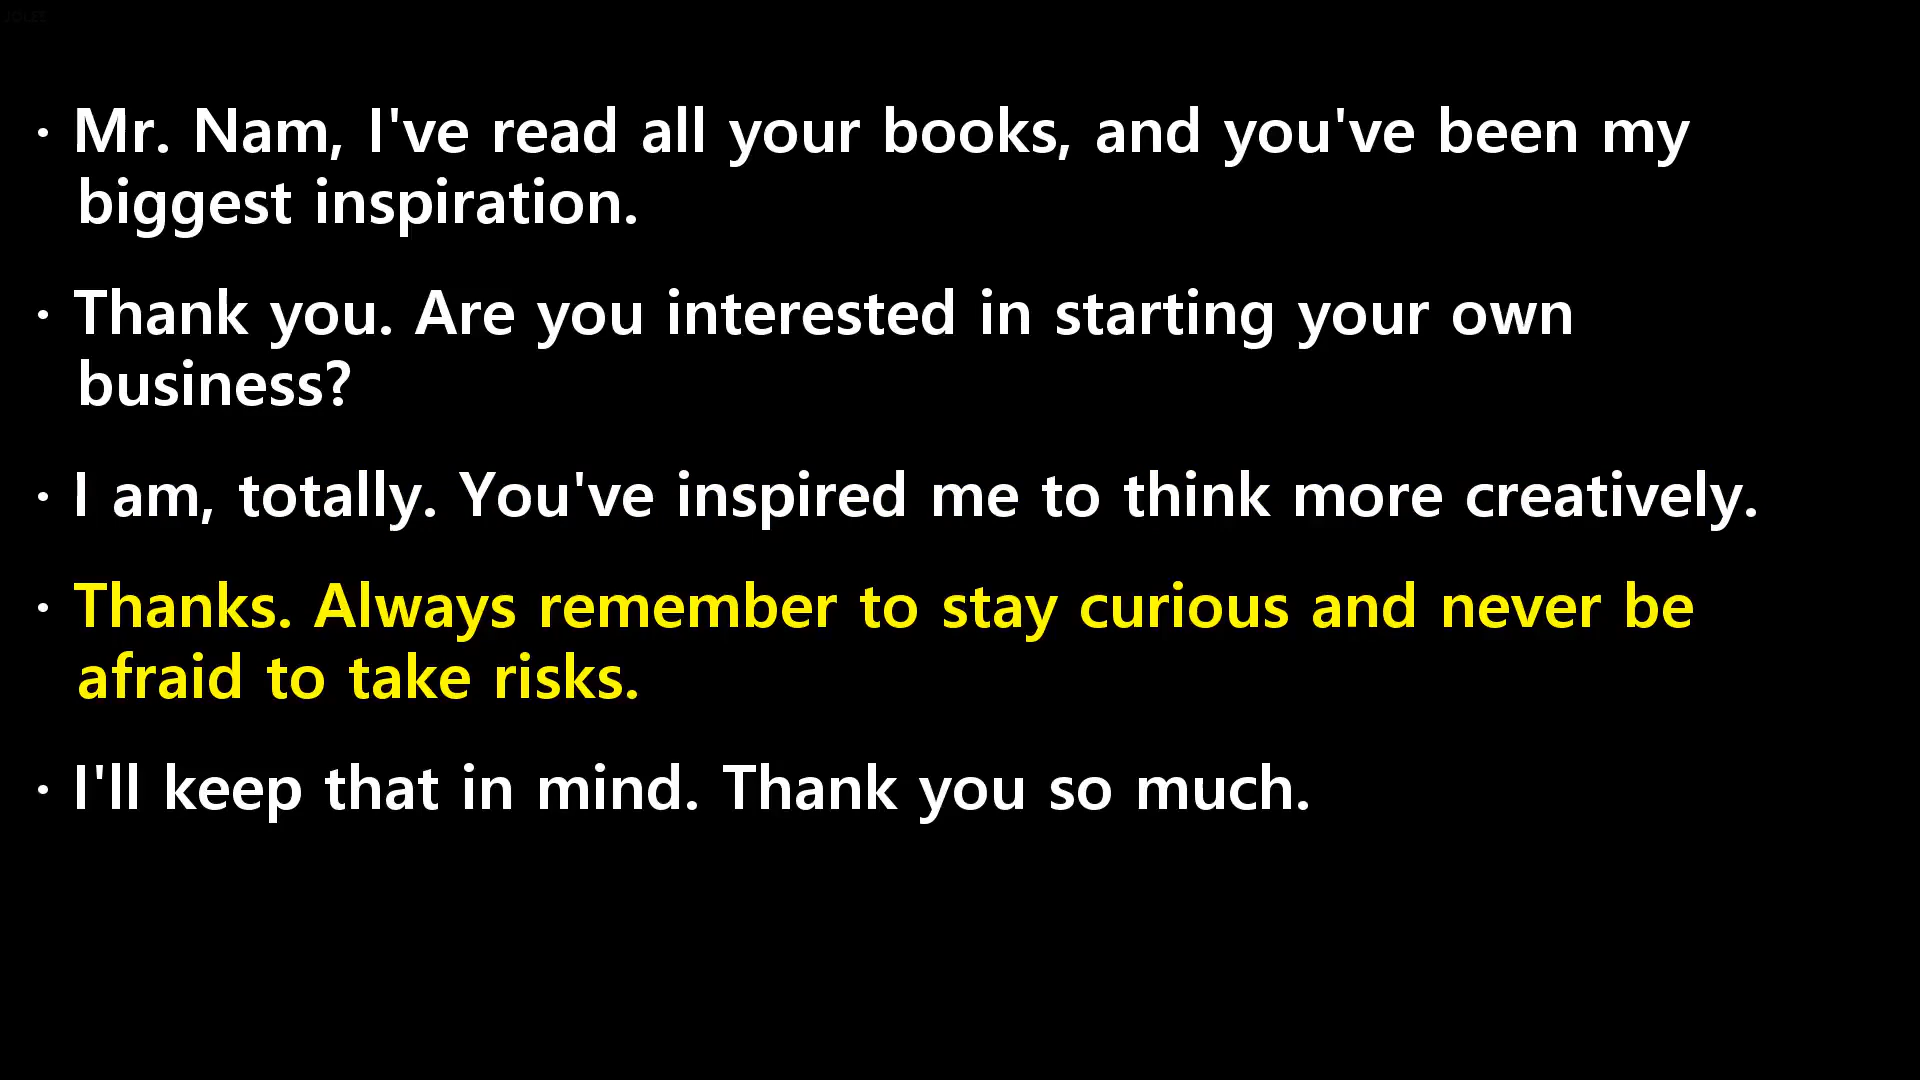 JOLEE
· Mr. Nam, I've read all your books, and you've been my
biggest inspiration.
· Thank you. Are you interested in starting your own
business?
· I am, totally. You've inspired me to think more creatively.
· Thanks. Always remember to stay curious and never be
afraid to take risks.
· I'll keep that in mind. Thank you so much.